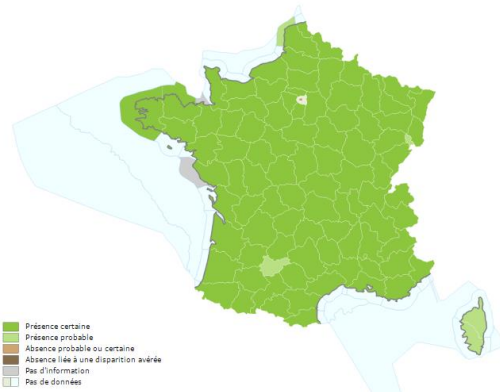 Présence certaine
Présence probable
Absence probable ou certaine
Absence liée à une disparition avérée
Pas d'information
Pas de données